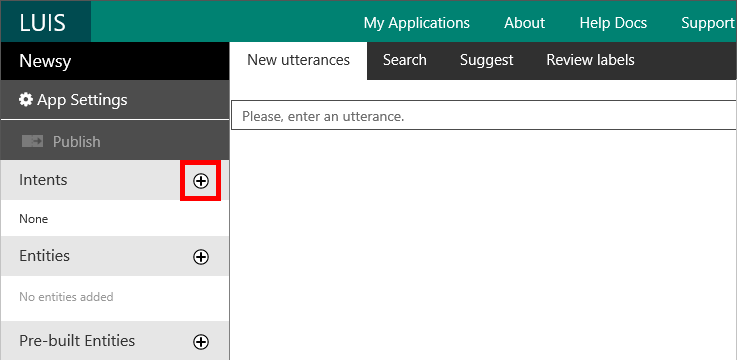 LUIS My Applications About Help Docs Support
Newsy New utterances Search Suggest Review labels
App Settings
Please, enter an utterance.
Publish
Intents
None
Entities
No entities added
Pre-built Entities